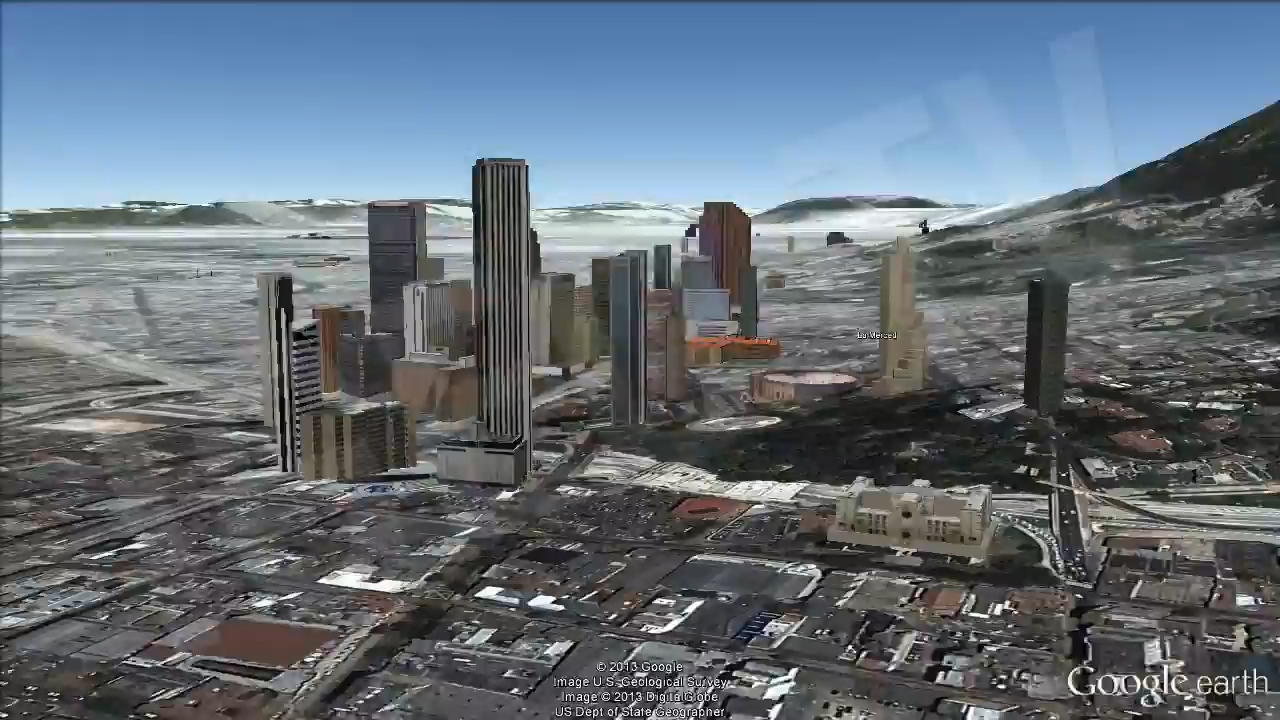 La Merced
© 2013 Google
Image U.S. Geological Survey
Image © 2013 DigitalGlobe
US Dept of State Geographer
Google earth